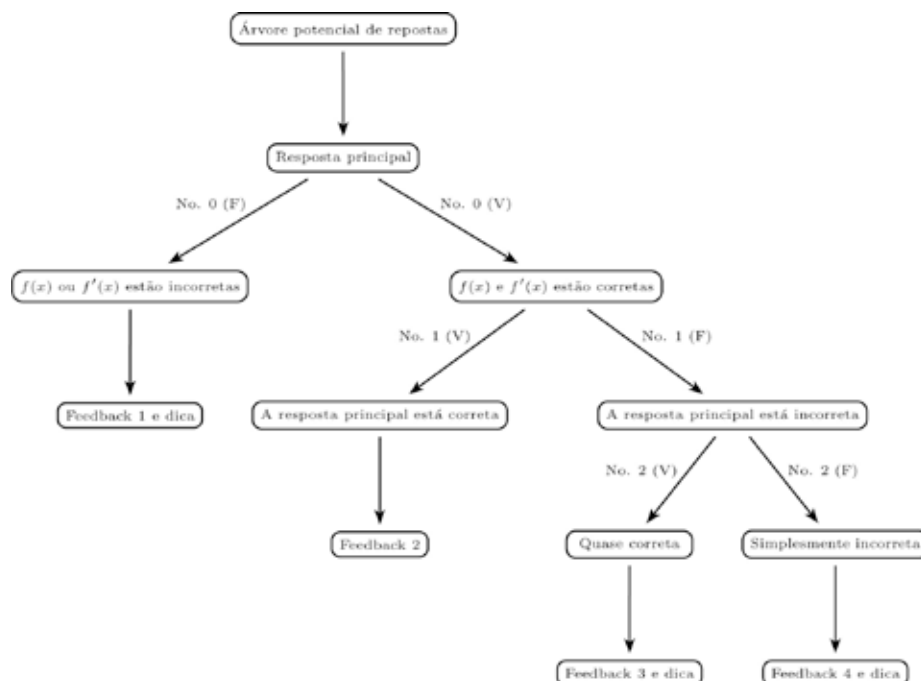 Árvore potencial de repostas
Resposta principal
No. 0 (F)
No. 0 (V)
f(x) ou f'(x) estão incorretas
f(x) e f'(x) estão corretas
No. 1 (V)
No. 1 (F)
Feedback 1 e dica
A resposta principal está correta
A resposta principal está incorreta
No. 2 (V)
No. 2 (F)
Feedback 2
Quase correta
Simplesmente incorreta
Feedback 3 e dica
Feedback 4 e dica